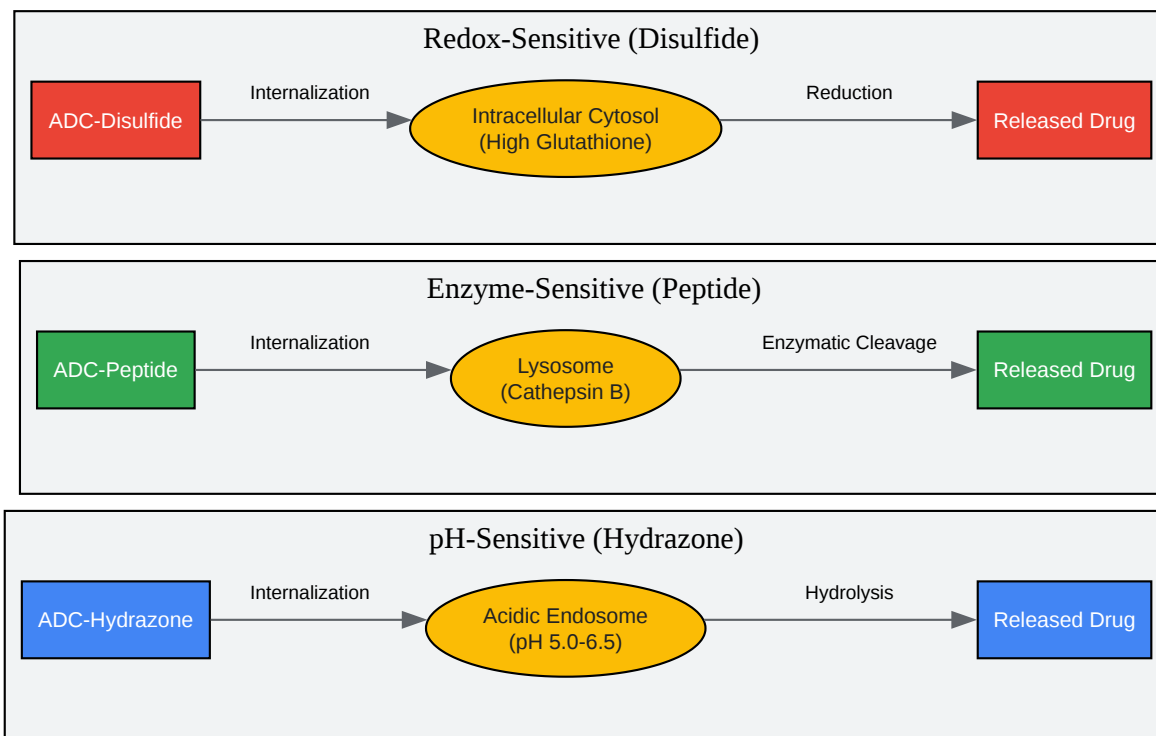 Redox-Sensitive (Disulfide)
ADC-Disulfide
Internalization
Intracellular Cytosol
(High Glutathione)
Reduction
Released Drug
Enzyme-Sensitive (Peptide)
ADC-Peptide
Internalization
Lysosome
(Cathepsin B)
Enzymatic Cleavage
Released Drug
pH-Sensitive (Hydrazone)
ADC-Hydrazone
Internalization
Acidic Endosome
(pH 5.0-6.5)
Hydrolysis
Released Drug